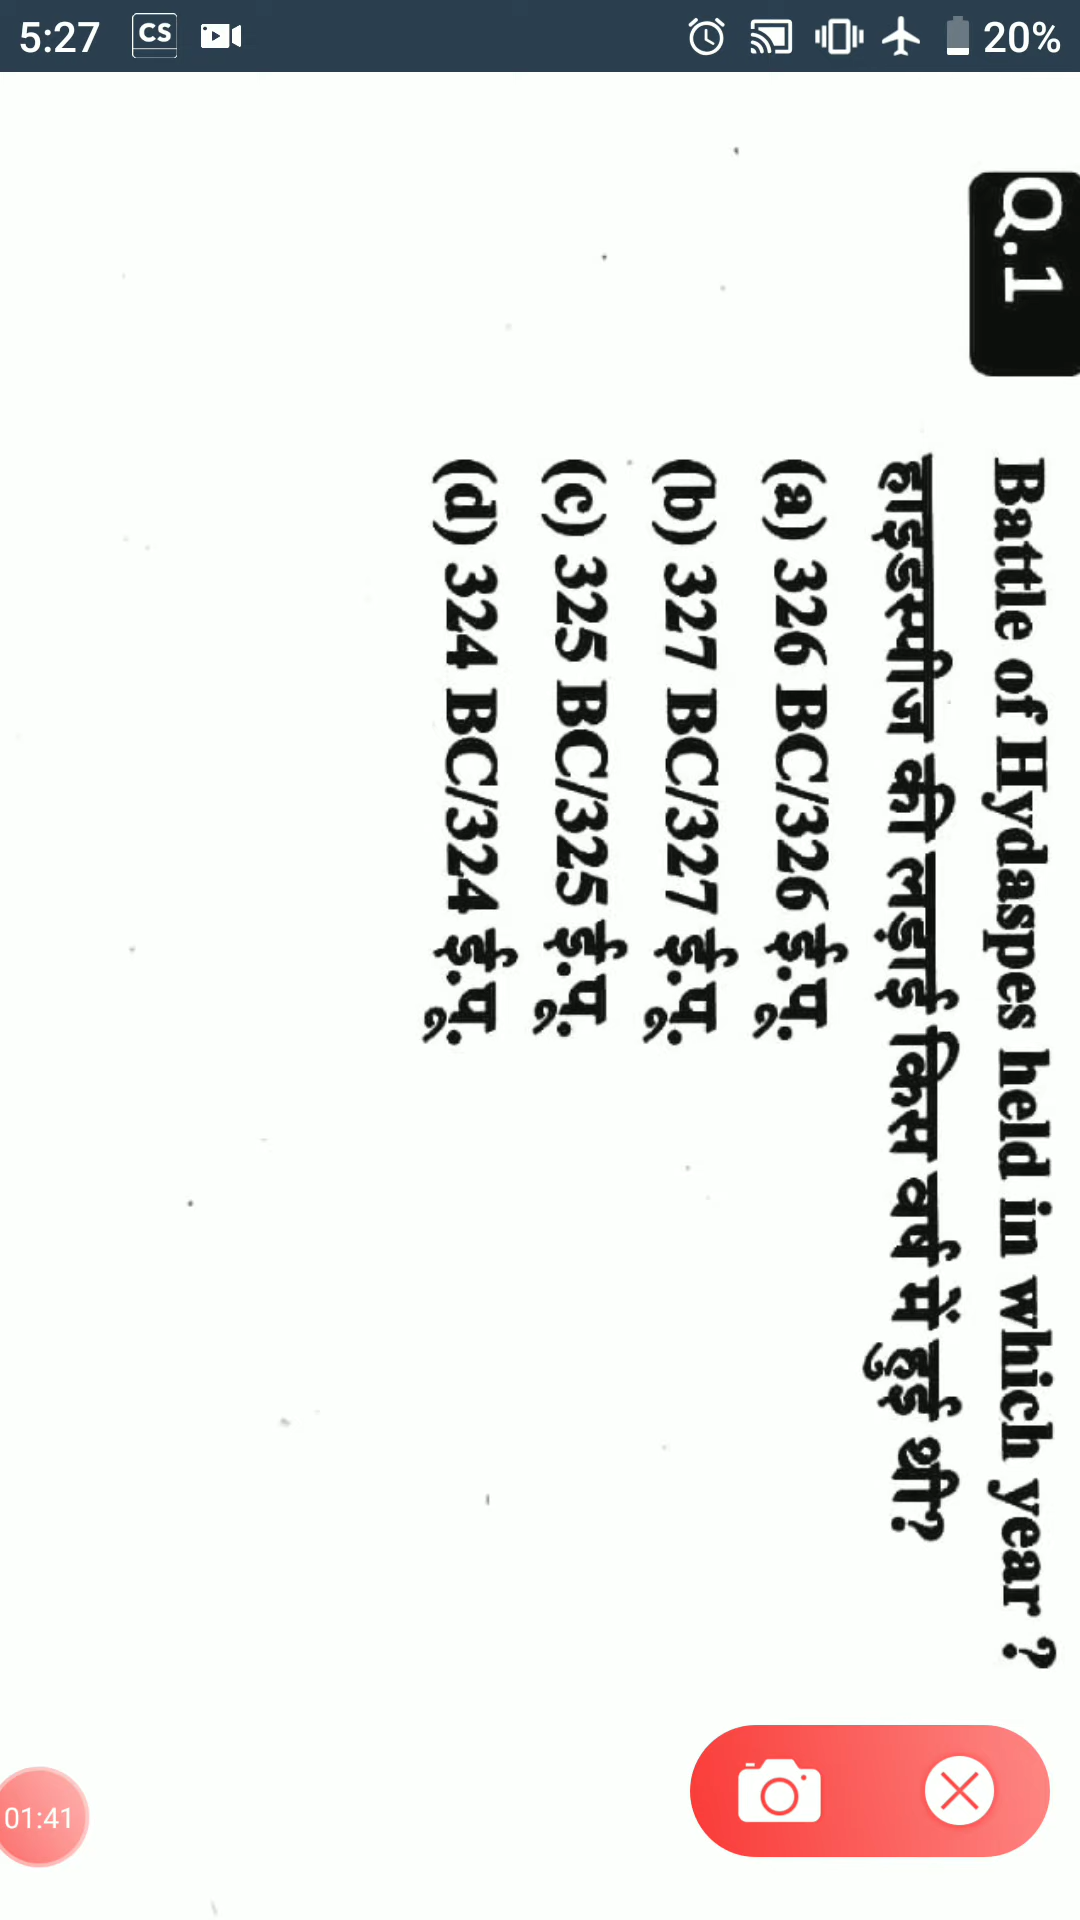 5:27 CS 20%
Q.1 Battle of Hydaspes held in which year ?
हाइडस्पीज की लड़ाई किस वर्ष में हुई थी?
(a) 326 BC/326 ई.पू.
(b) 327 BC/327 ई.पू.
(c) 325 BC/325 ई.पू.
(d) 324 BC/324 ई.पू.
01:41